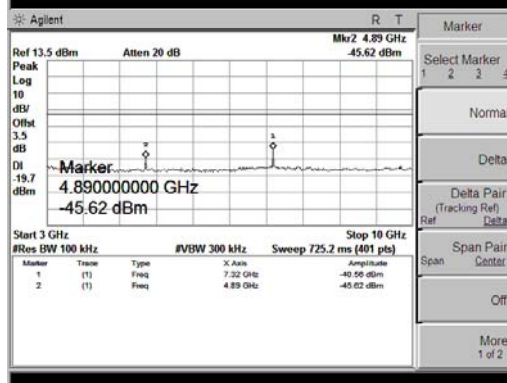 Agilent R T
Mkr2 4.89 GHz
Ref 13.5 dBm Atten 20 dB -45.62 dBm
Peak
Log
10
dB/
Offst
3.5
dB
DI
-19.7
dBm
2
1
Marker
4.890000000 GHz
-45.62 dBm
Start 3 GHz Stop 10 GHz
#Res BW 100 kHz #VBW 300 kHz Sweep 725.2 ms (401 pts)
Marker Trace Type X Axis Amplitude
1 (1) Freq 7.32 GHz -40.56 dBm
2 (1) Freq 4.89 GHz -45.62 dBm
Marker
Select Marker
1 2 3 4
Normal
Delta
Delta Pair
(Tracking Ref)
Ref Delta
Span Pair
Span Center
Off
More
1 of 2